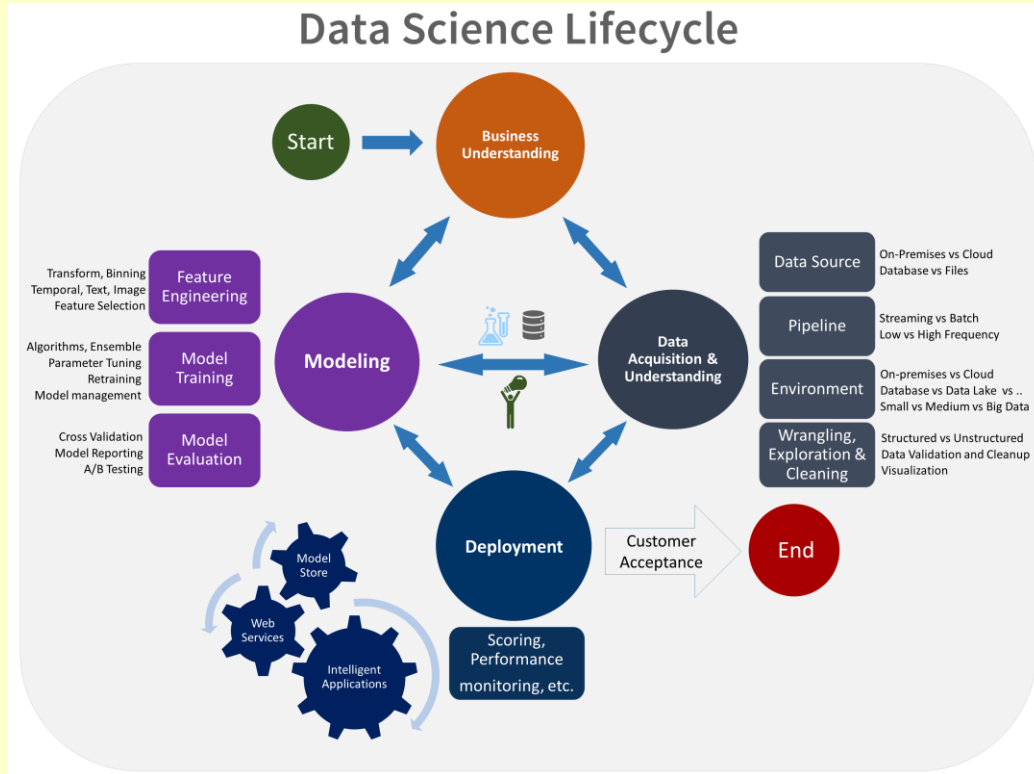 Data Science Lifecycle
Start
Business
Understanding
Transform, Binning
Temporal, Text, Image
Feature Selection
Feature
Engineering
Algorithms, Ensemble
Parameter Tuning
Retraining
Model management
Model
Training
Cross Validation
Model Reporting
A/B Testing
Model
Evaluation
Modeling
Data
Acquisition &
Understanding
Data Source
On-Premises vs Cloud
Database vs Files
Pipeline
Streaming vs Batch
Low vs High Frequency
Environment
On-premises vs Cloud
Database vs Data Lake vs ..
Small vs Medium vs Big Data
Wrangling,
Exploration &
Cleaning
Structured vs Unstructured
Data Validation and Cleanup
Visualization
Deployment
Customer
Acceptance
End
Model
Store
Web
Services
Intelligent
Applications
Scoring,
Performance
monitoring, etc.